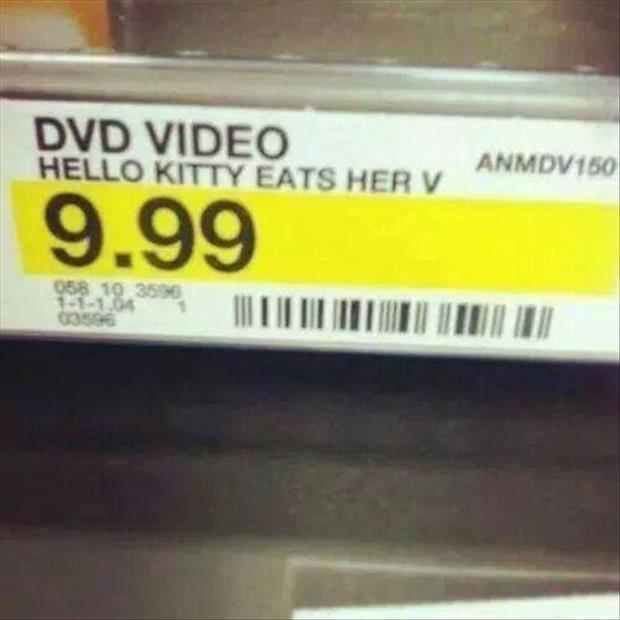 DVD VIDEO
HELLO KITTY EATS HER V
ANMDV150
9.99
058 10 3596
1-1-1.04 1
03596